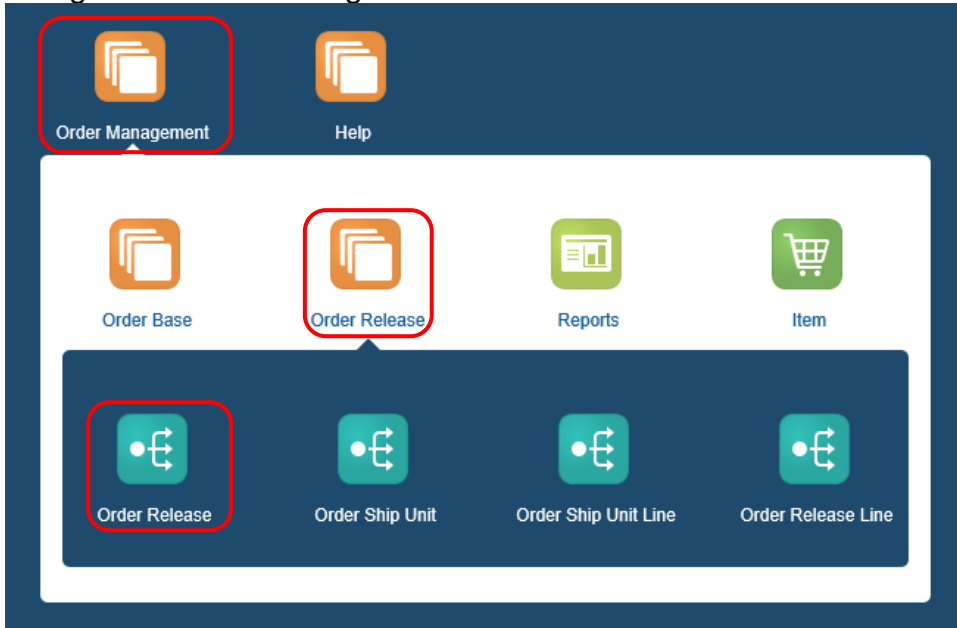 Order Management Help
Order Base Order Release Reports Item
Order Release Order Ship Unit Order Ship Unit Line Order Release Line